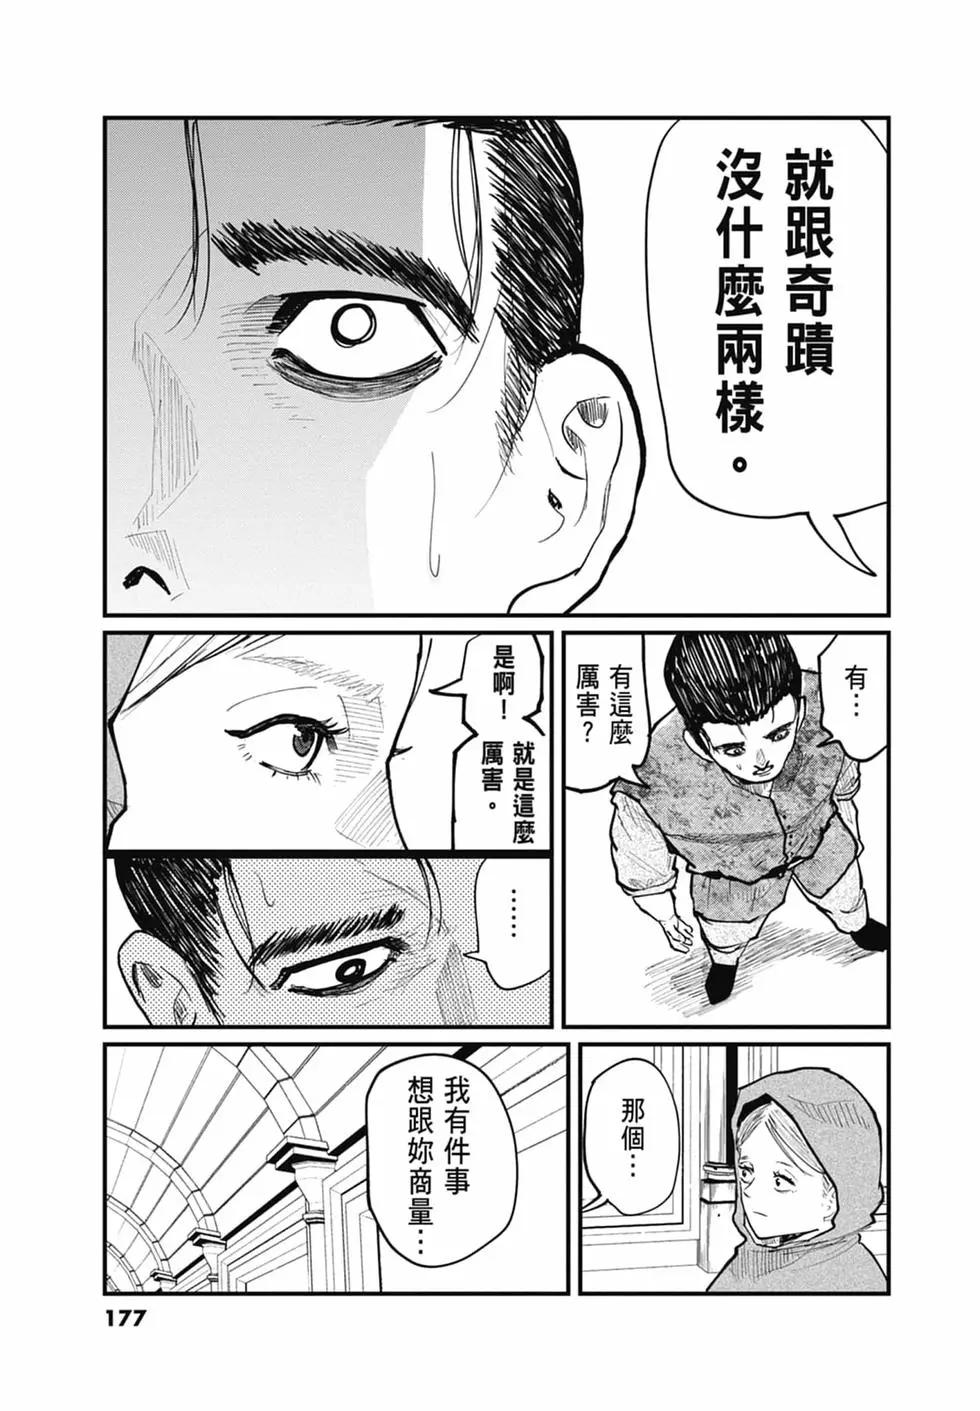 就跟奇蹟
沒什麼兩樣。
有…
有這麼
厲害？
是啊！
就是這麼
厲害。
……
那個…
我有件事
想跟妳商量…
177